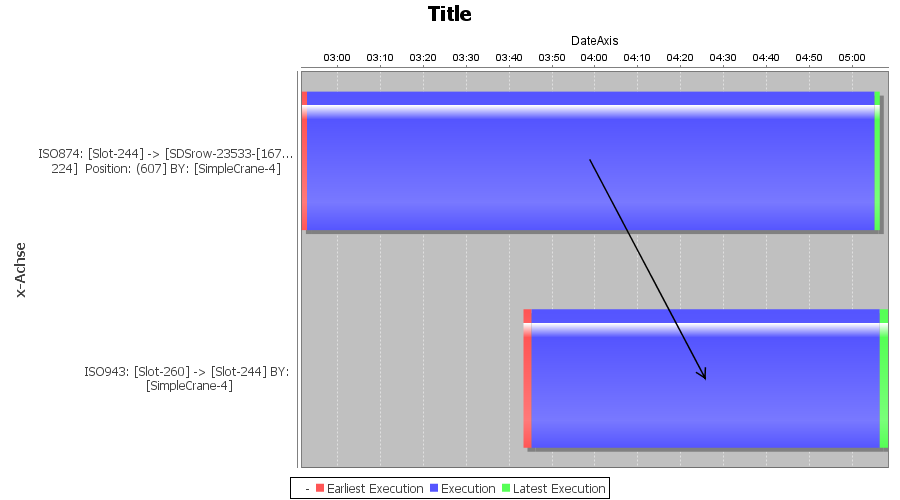 Title
DateAxis
03:00 03:10 03:20 03:30 03:40 03:50 04:00 04:10 04:20 04:30 04:40 04:50 05:00
ISO874: [Slot-244] -> [SDSrow-23533-[167...
224] Position: (607] BY: [SimpleCrane-4]
x-Achse
ISO943: [Slot-260] -> [Slot-244] BY:
[SimpleCrane-4]
- Earliest Execution Execution Latest Execution